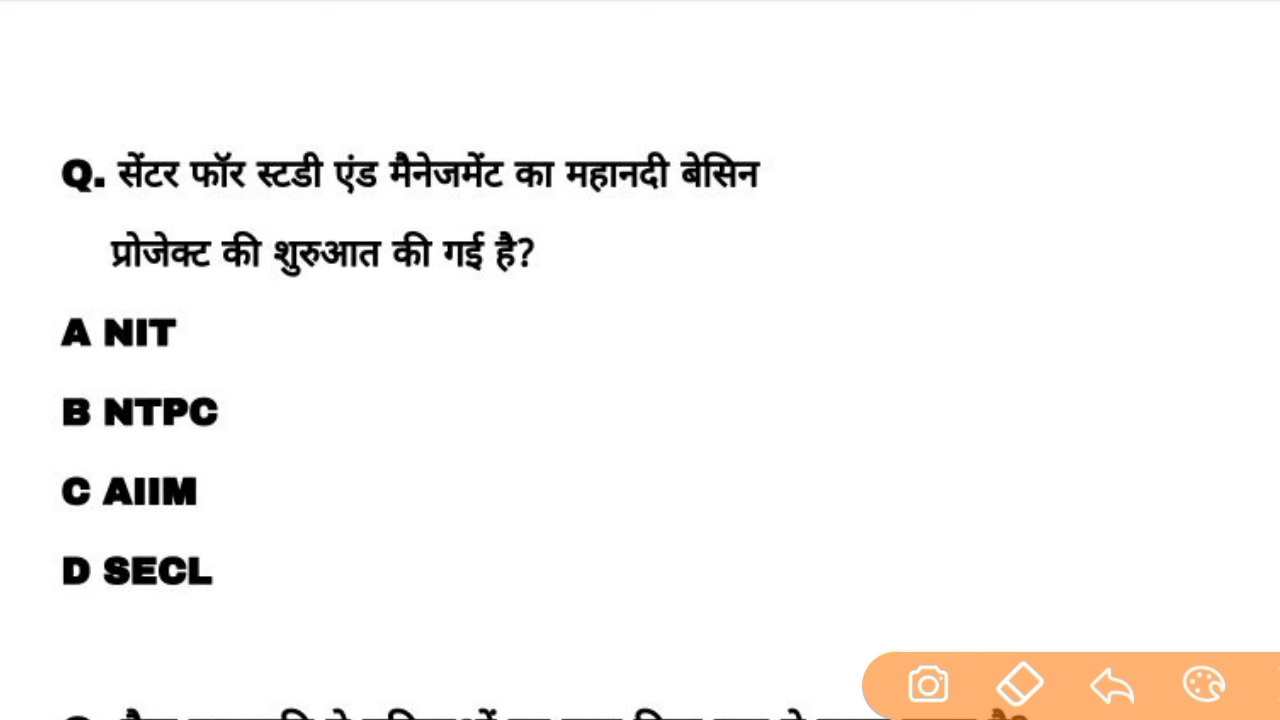 Q. सेंटर फॉर स्टडी एंड मैनेजमेंट का महानदी बेसिन
प्रोजेक्ट की शुरुआत की गई है?
A NIT
B NTPC
C AIIM
D SECL